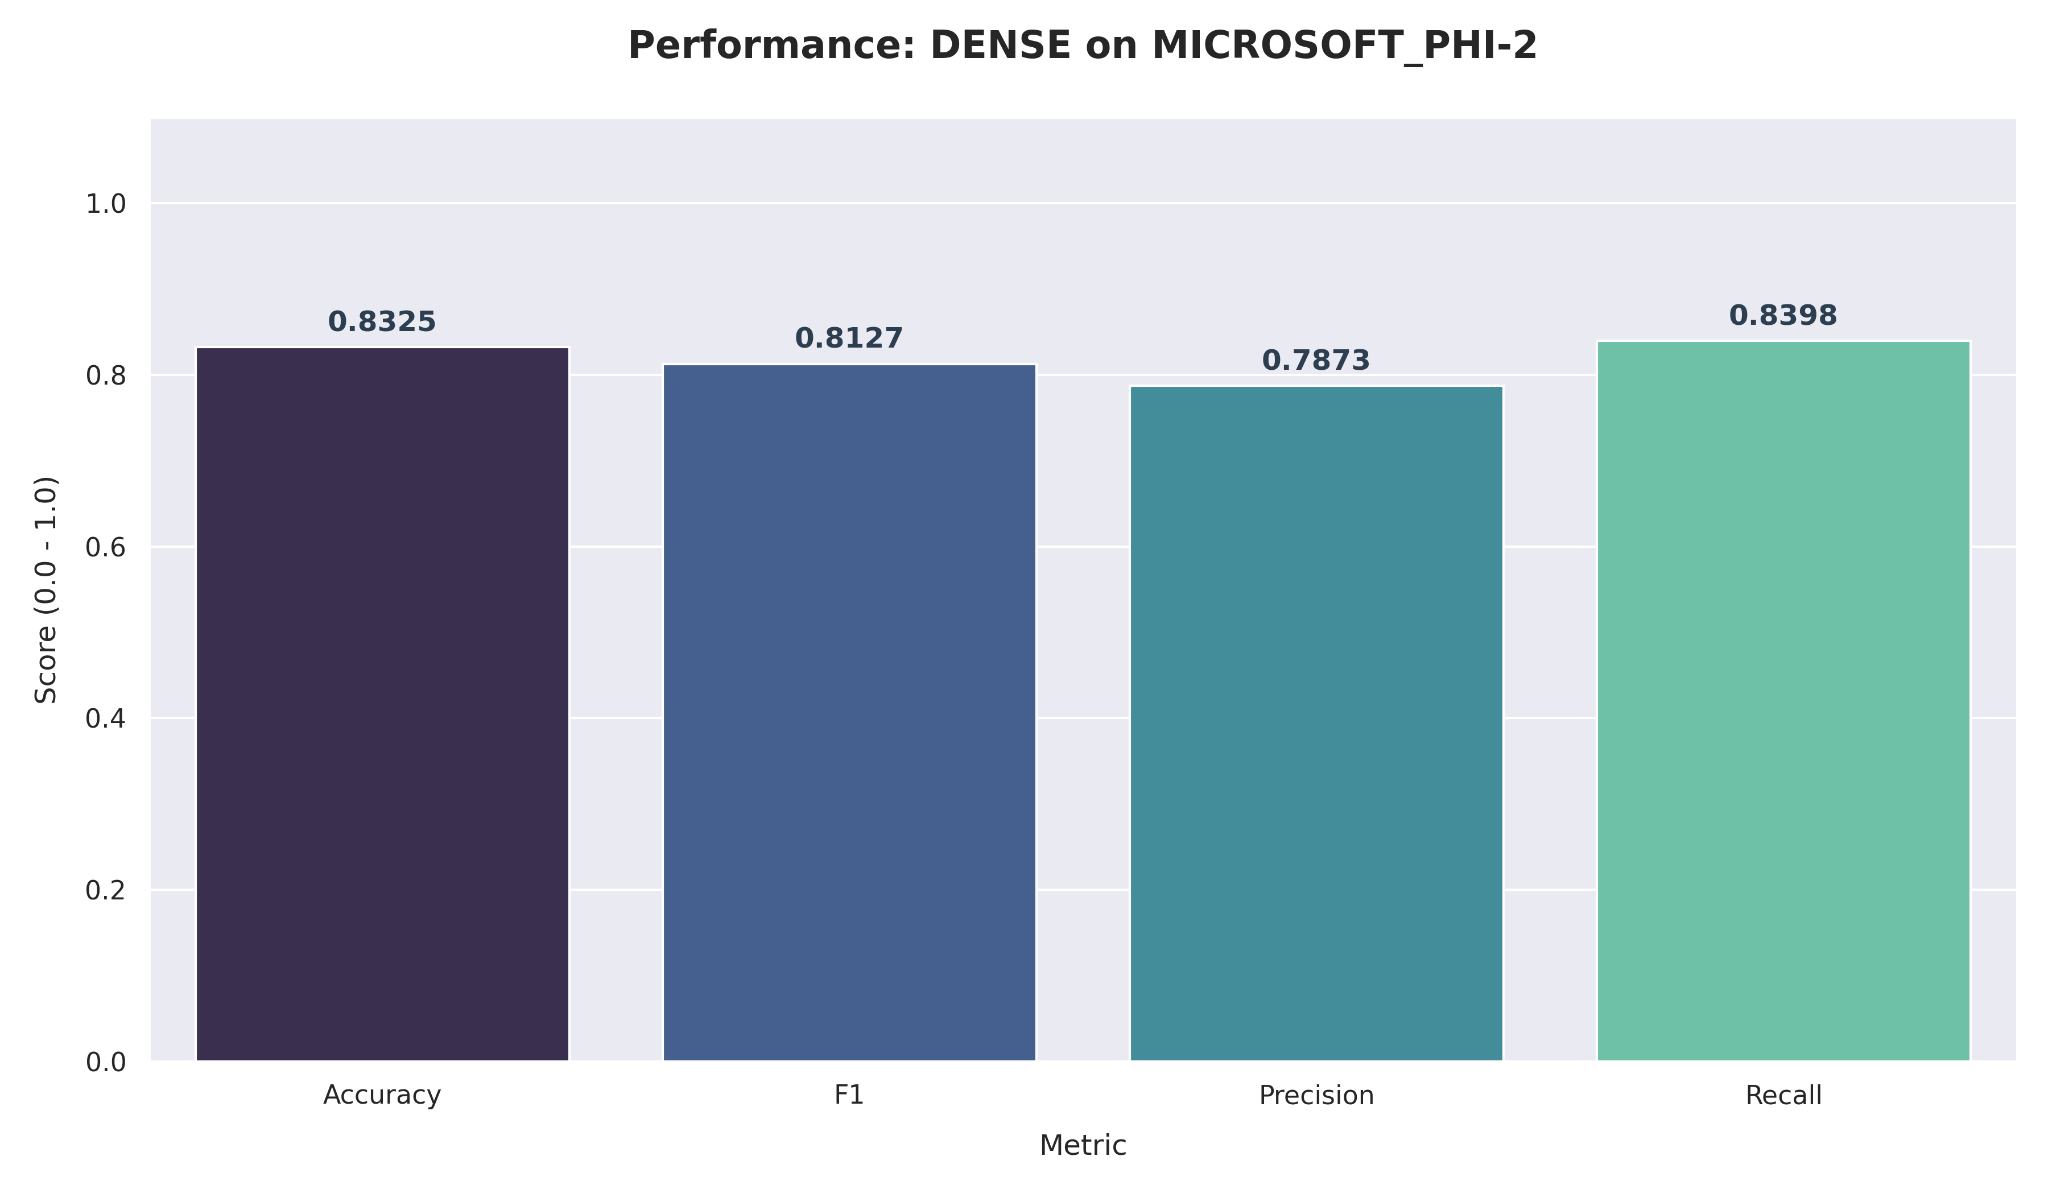 Performance: DENSE on MICROSOFT_PHI-2
Score (0.0 - 1.0)
1.0
0.8
0.6
0.4
0.2
0.0
0.8325
0.8127
0.7873
0.8398
Accuracy
F1
Precision
Recall
Metric